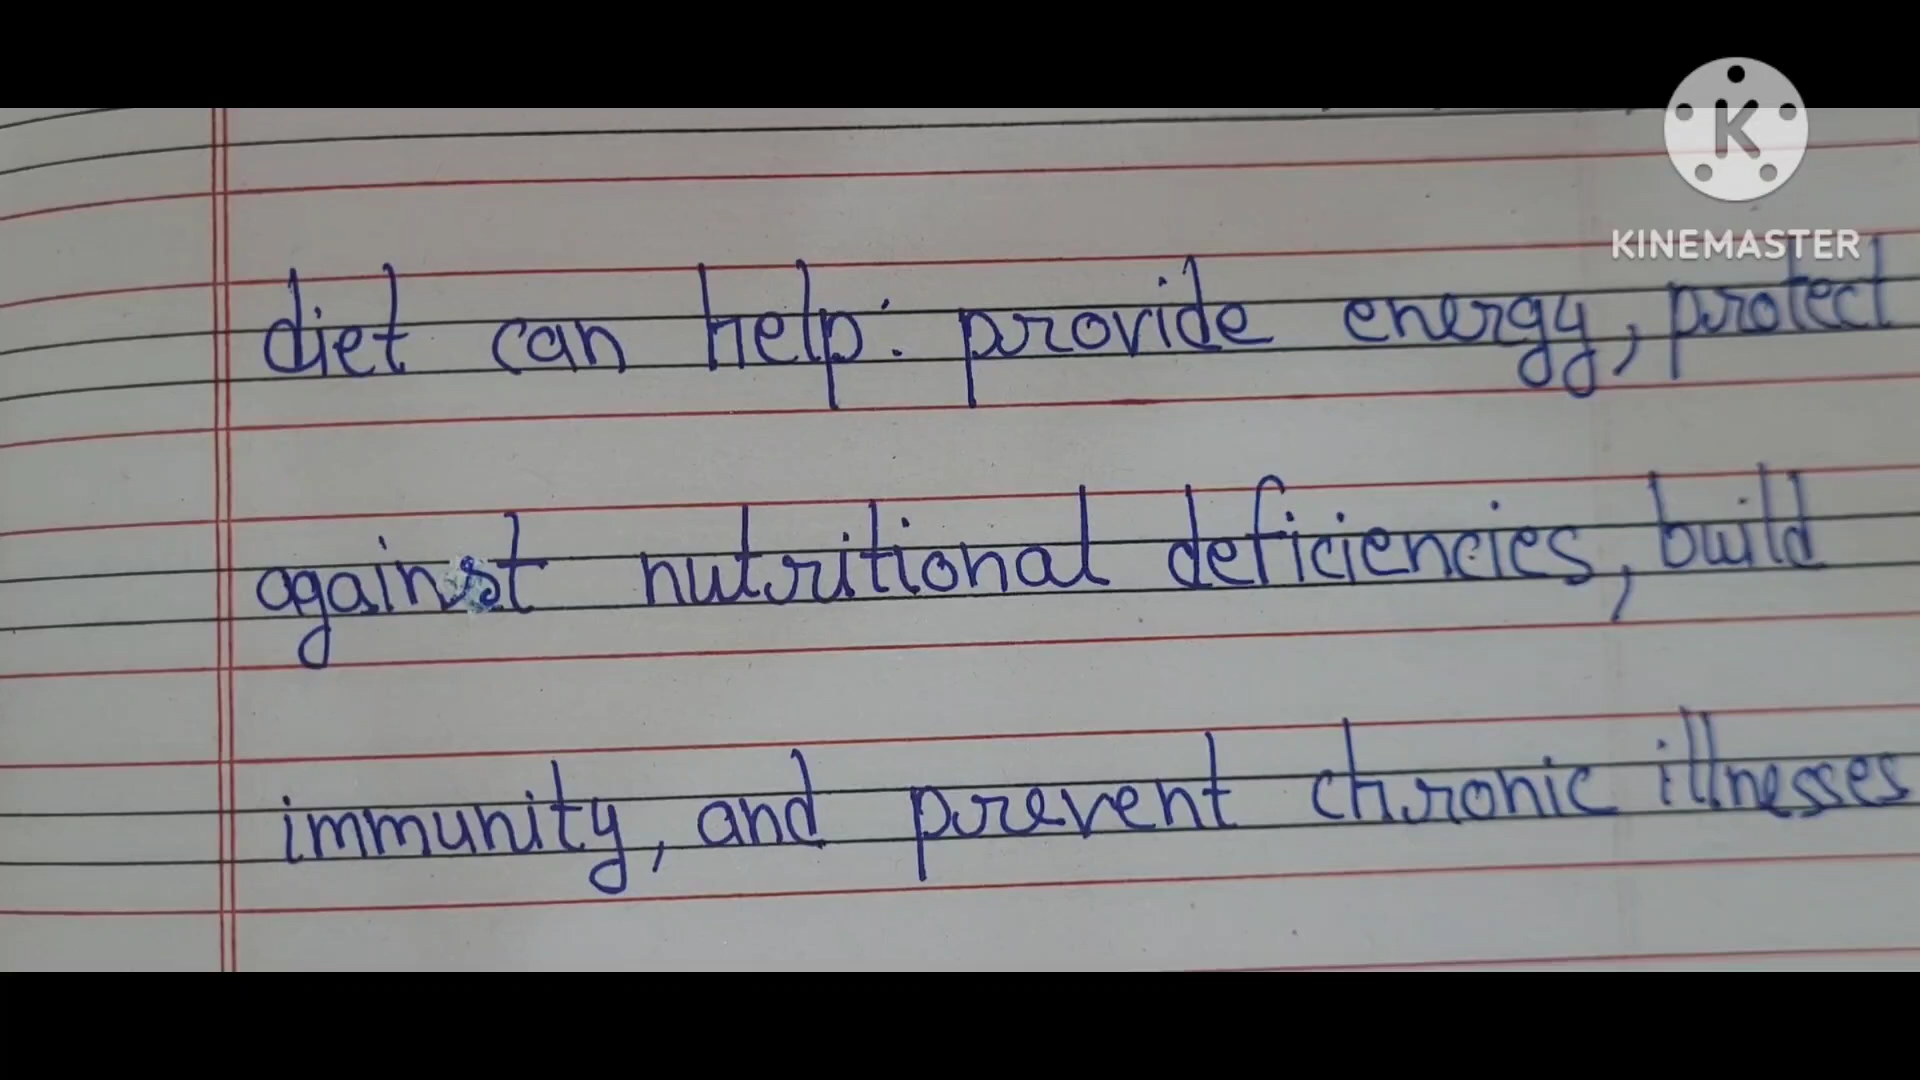 K
KINEMASTER
diet can help: provide energy, protect
against nutritional deficiencies, build
immunity, and prevent chronic illnesses